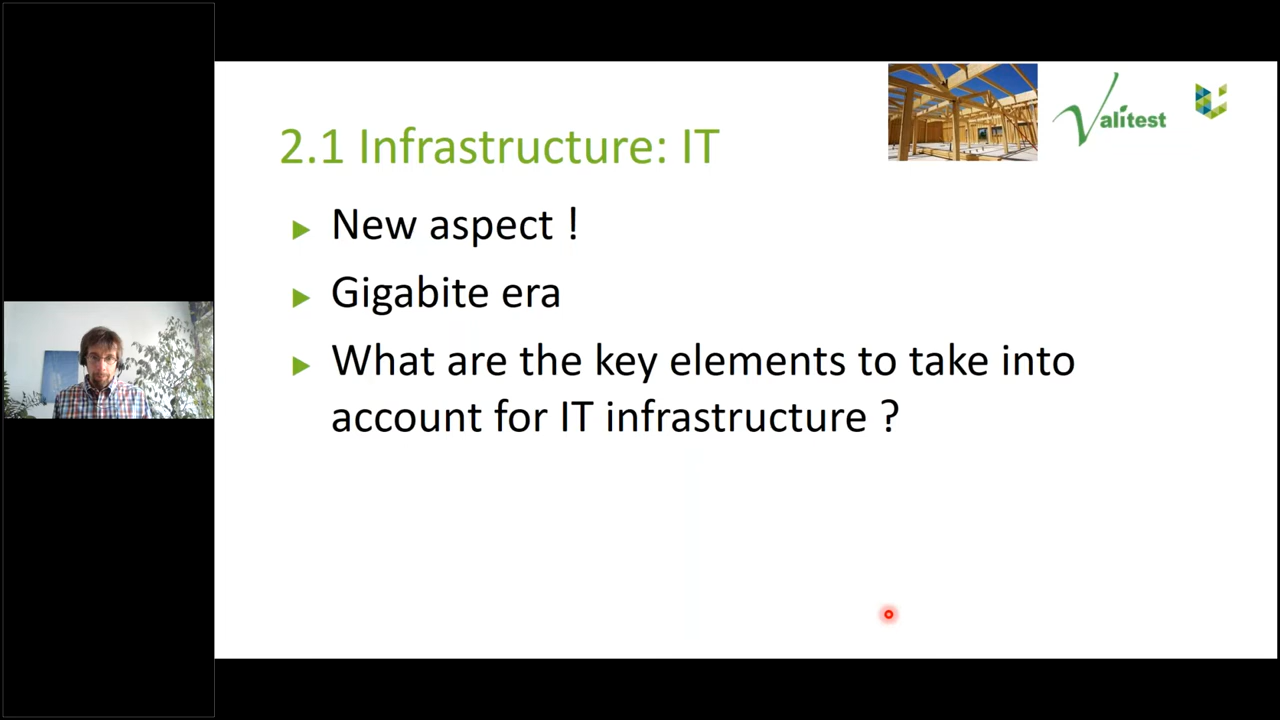 Valitest
2.1 Infrastructure: IT
New aspect !
Gigabite era
What are the key elements to take into
account for IT infrastructure ?